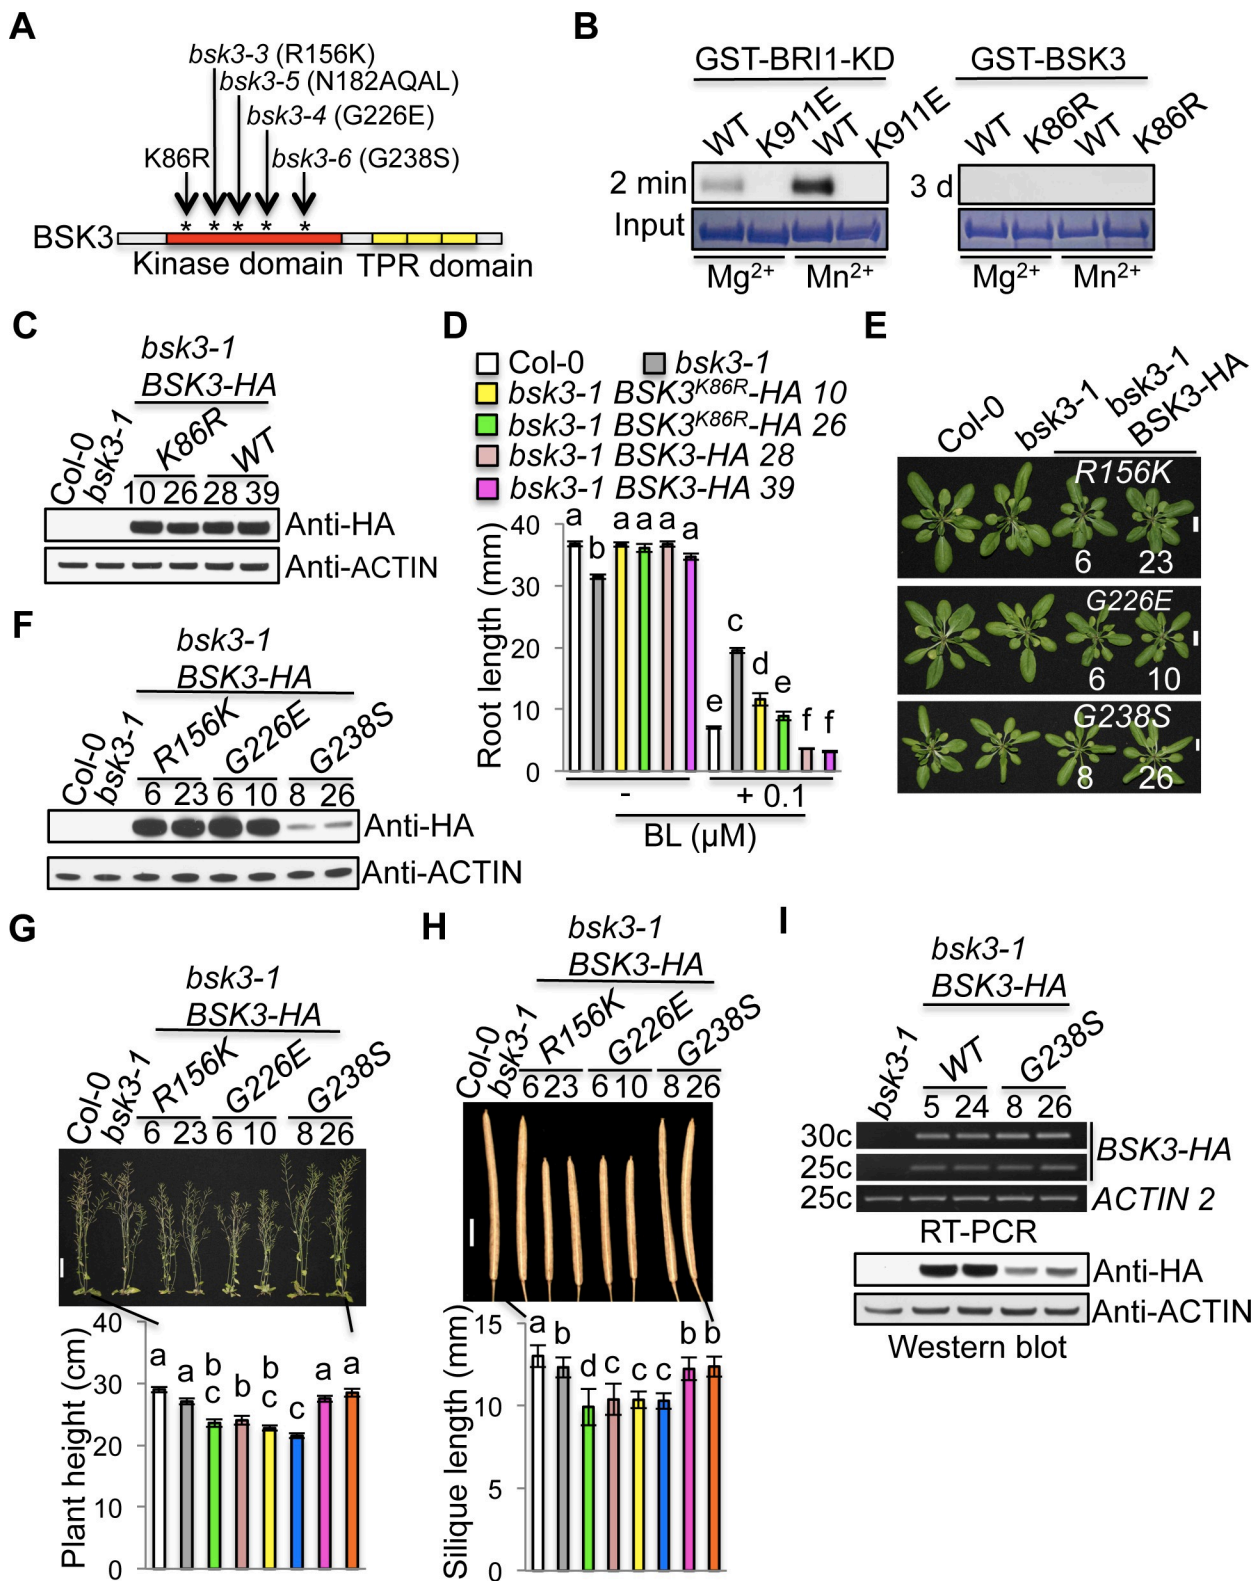 A
bsk3-3 (R156K)
bsk3-5 (N182AQAL)
bsk3-4 (G226E)
K86R bsk3-6 (G238S)
* * * * *
BSK3
Kinase domain TPR domain
B
GST-BRI1-KD GST-BSK3
WT K911E WT K911E WT K86R WT K86R
2 min 3 d
Input
Mg2+ Mn2+ Mg2+ Mn2+
C
bsk3-1
BSK3-HA
Col-0 bsk3-1 K86R WT
10 26 28 39
Anti-HA
Anti-ACTIN
D
Col-0 bsk3-1
bsk3-1 BSK3K86R-HA 10
bsk3-1 BSK3K86R-HA 26
bsk3-1 BSK3-HA 28
bsk3-1 BSK3-HA 39
Root length (mm)
40
30
20
10
0
a b a a a a e c d e f f
- + 0.1
BL (µM)
E
Col-0 bsk3-1 bsk3-1
BSK3-HA
R156K
6 23
G226E
6 10
G238S
8 26
F
bsk3-1
BSK3-HA
Col-0 bsk3-1 R156K G226E G238S
6 23 6 10 8 26
Anti-HA
Anti-ACTIN
G
bsk3-1
BSK3-HA
Col-0 bsk3-1 R156K G226E G238S
6 23 6 10 8 26
Plant height (cm)
40
30
20
10
0
a a b c b b c c a a
H
bsk3-1
BSK3-HA
Col-0 bsk3-1 R156K G226E G238S
6 23 6 10 8 26
Silique length (mm)
15
10
5
0
a b d c c c b b
I
bsk3-1
BSK3-HA
bsk3-1 WT G238S
5 24 8 26
30c
25c
BSK3-HA
25c ACTIN 2
RT-PCR
Anti-HA
Anti-ACTIN
Western blot